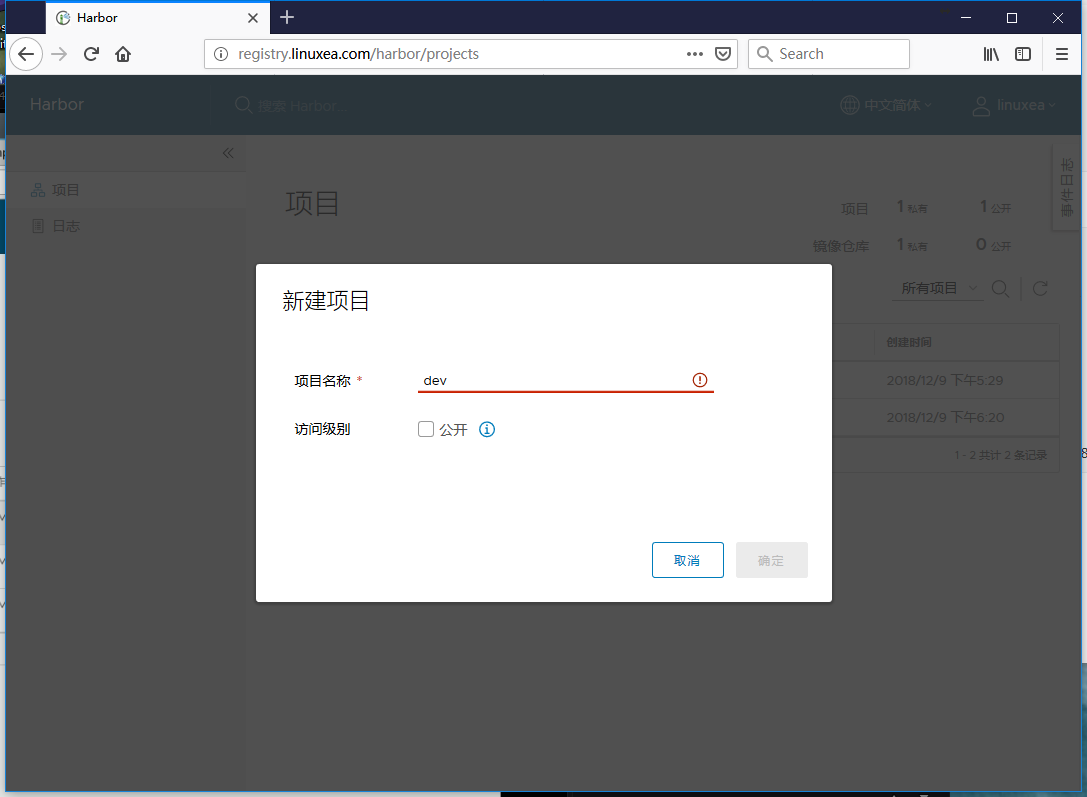 Harbor
registry.linuxea.com/harbor/projects
Search
Harbor
搜索 Harbor...
中文简体
linuxea
项目
日志
项目
事件日志
项目 1 私有 1 公开
镜像仓库 1 私有 0 公开
所有项目
创建时间
2018/12/9 下午5:29
2018/12/9 下午6:20
1 - 2 共计 2 条记录
新建项目
项目名称 *
dev
访问级别
公开
取消
确定